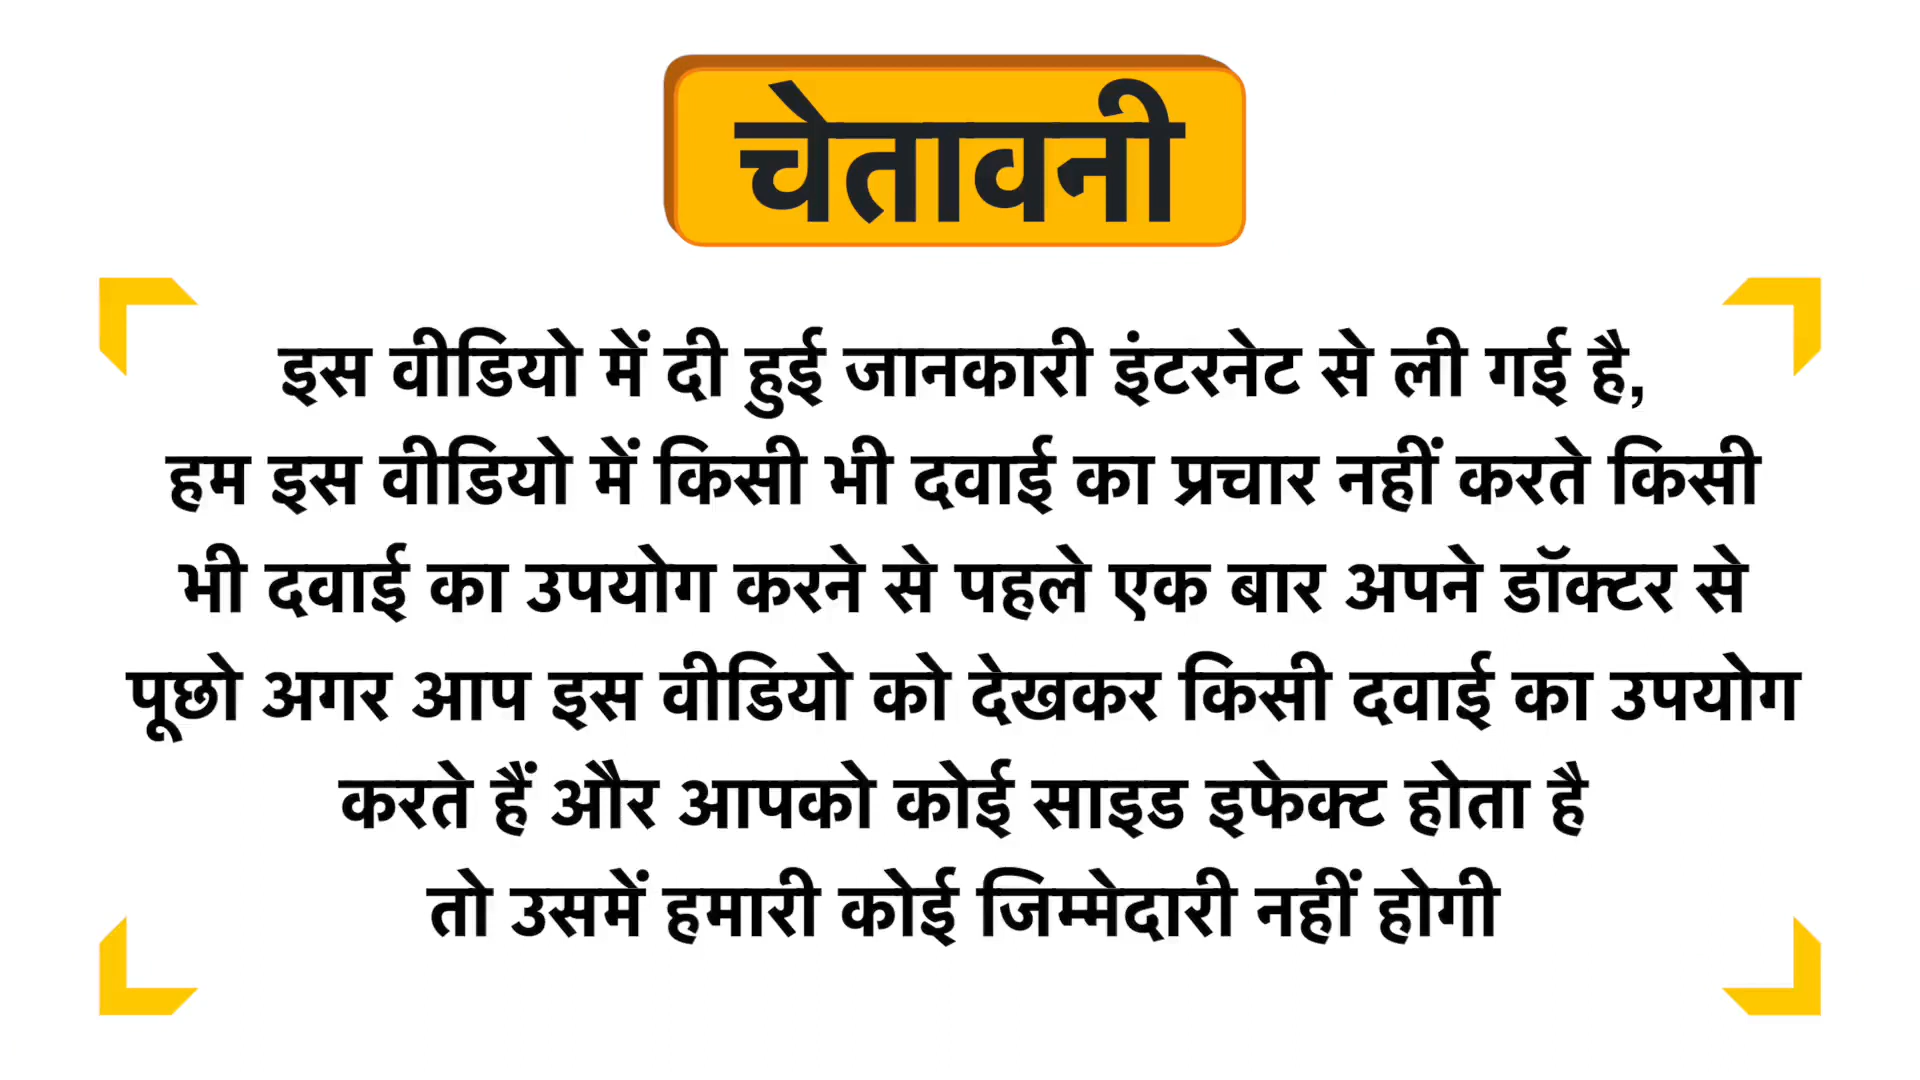 चेतावनी
इस वीडियो में दी हुई जानकारी इंटरनेट से ली गई है,
हम इस वीडियो में किसी भी दवाई का प्रचार नहीं करते किसी
भी दवाई का उपयोग करने से पहले एक बार अपने डॉक्टर से
पूछो अगर आप इस वीडियो को देखकर किसी दवाई का उपयोग
करते हैं और आपको कोई साइड इफेक्ट होता है
तो उसमें हमारी कोई जिम्मेदारी नहीं होगी